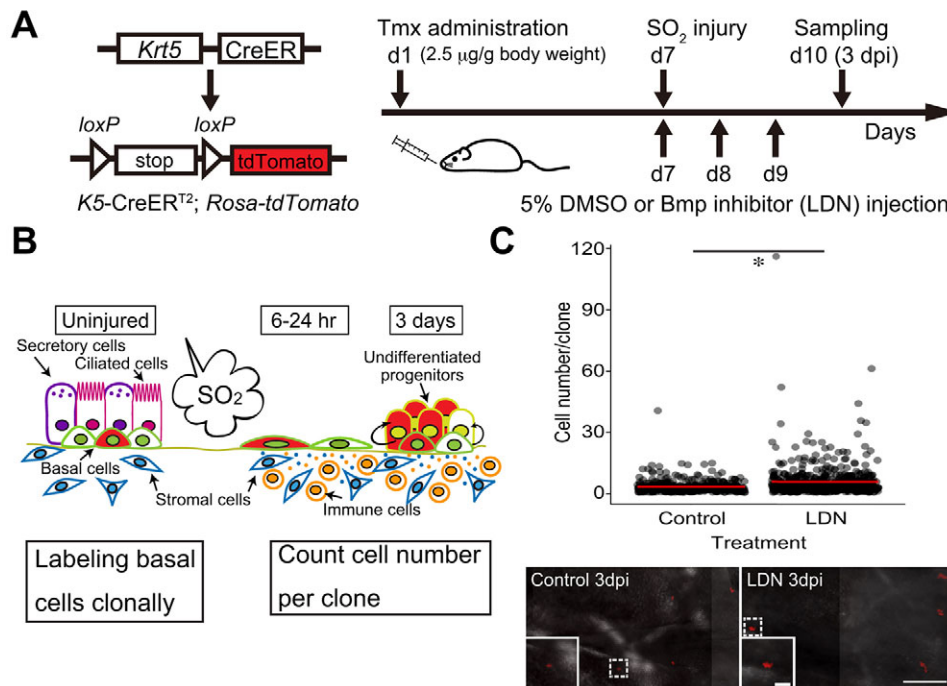 A
Krt5
CreER
loxP
loxP
stop
tdTomato
K5-CreERT2; Rosa-tdTomato
Tmx administration
d1 (2.5 μg/g body weight)
SO2 injury
d7
Sampling
d10 (3 dpi)
Days
d7
d8
d9
5% DMSO or Bmp inhibitor (LDN) injection
B
Uninjured
6-24 hr
3 days
Secretory cells
Ciliated cells
SO2
Undifferentiated
progenitors
Basal cells
Stromal cells
Immune cells
Labeling basal
cells clonally
Count cell number
per clone
C
Cell number/clone
120
90
60
30
0
*
Control
LDN
Treatment
Control 3dpi
LDN 3dpi